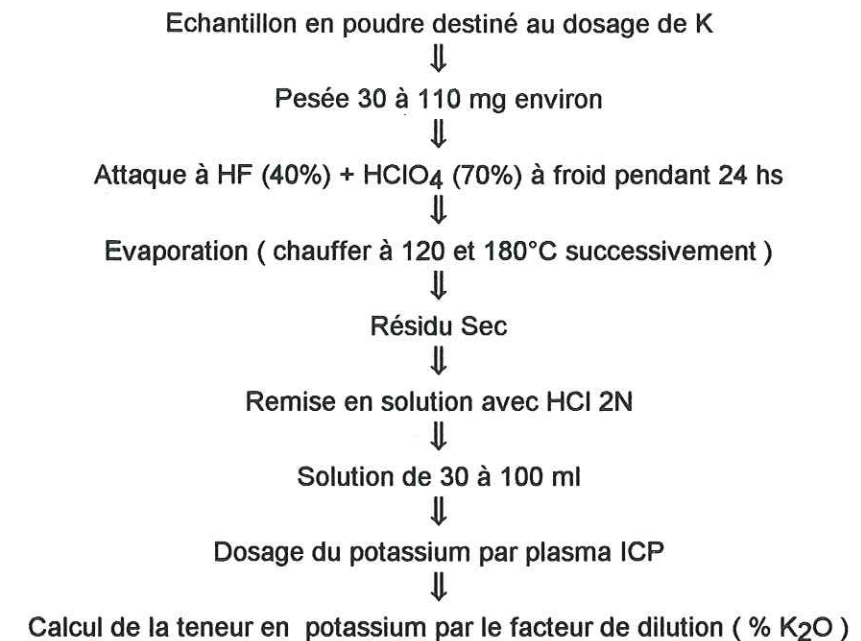 Echantillon en poudre destiné au dosage de K
⇓
Pesée 30 à 110 mg environ
⇓
Attaque à HF (40%) + HClO4 (70%) à froid pendant 24 hs
⇓
Evaporation ( chauffer à 120 et 180°C successivement )
⇓
Résidu Sec
⇓
Remise en solution avec HCl 2N
⇓
Solution de 30 à 100 ml
⇓
Dosage du potassium par plasma ICP
⇓
Calcul de la teneur en potassium par le facteur de dilution ( % K2O )